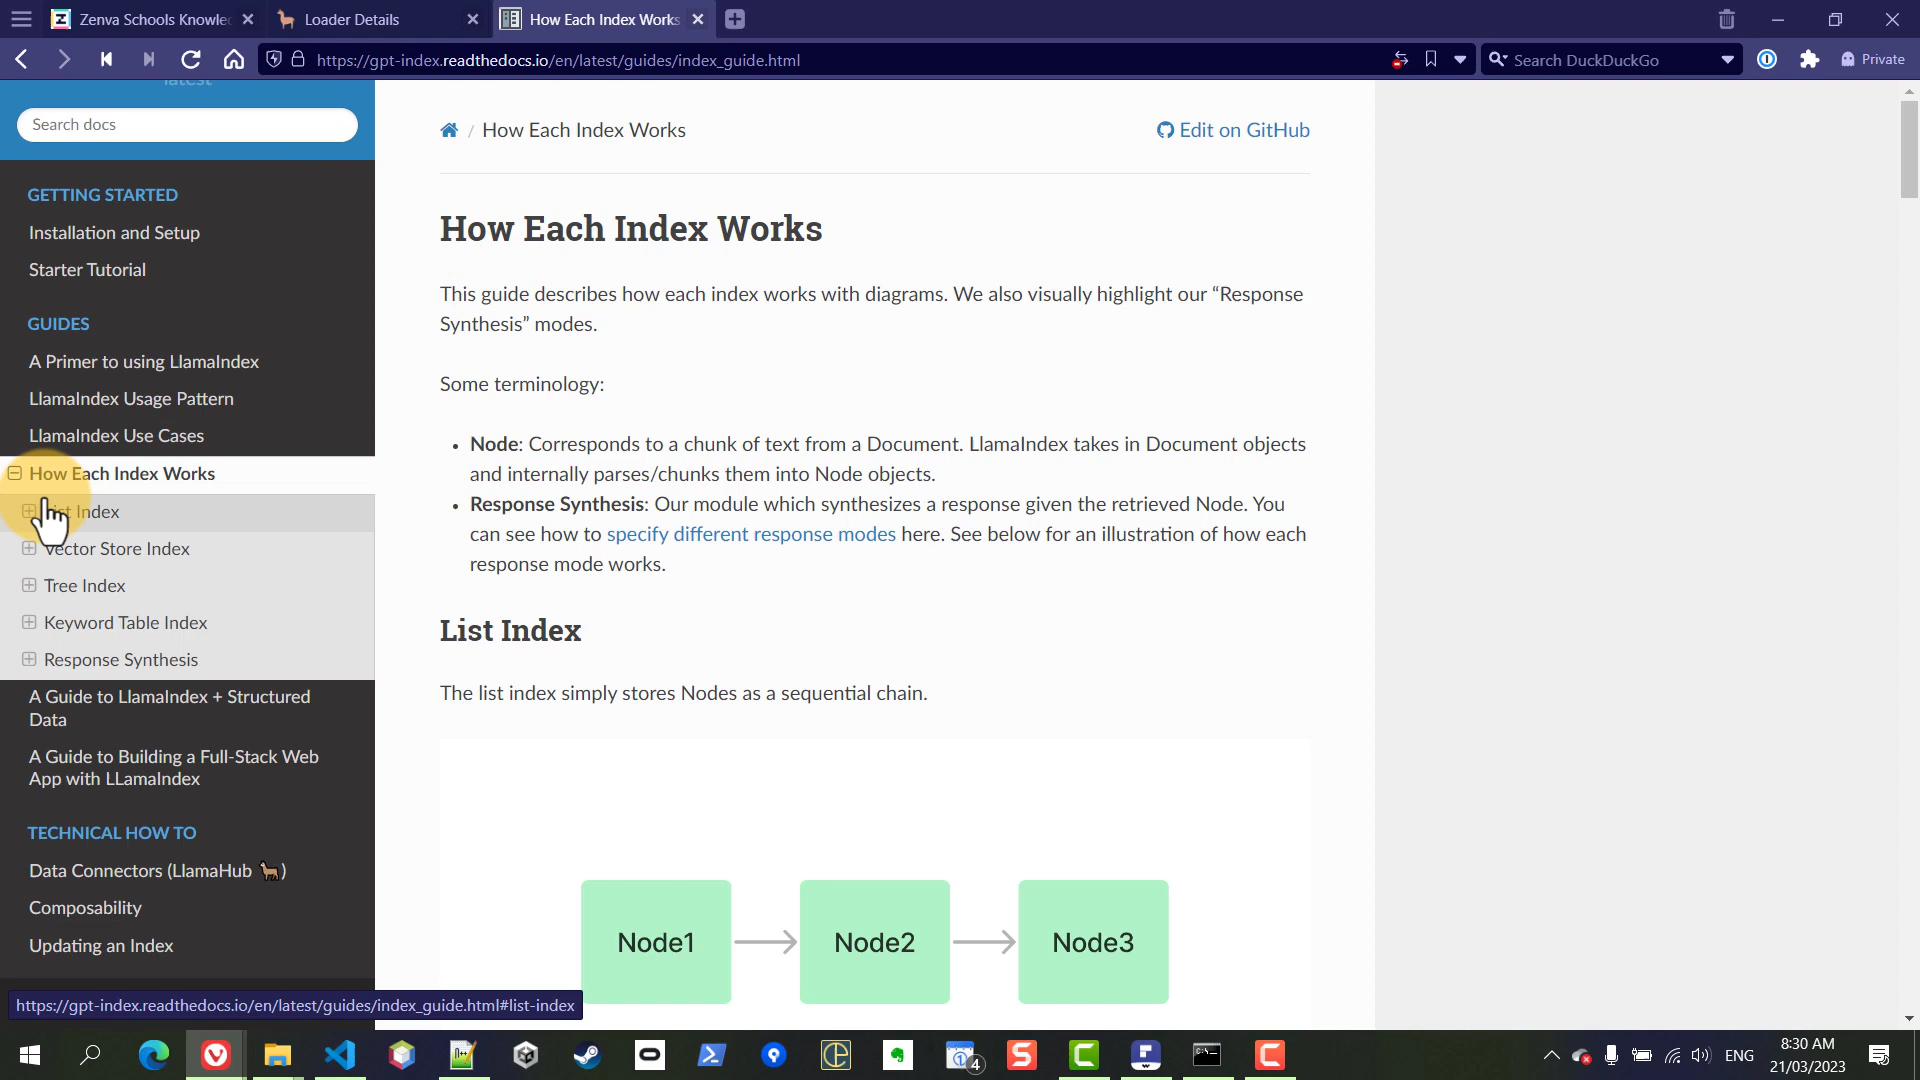 Zenva Schools Knowle
Loader Details
How Each Index Works
https://gpt-index.readthedocs.io/en/latest/guides/index_guide.html
Search DuckDuckGo
Private
latest
Search docs
GETTING STARTED
Installation and Setup
Starter Tutorial
GUIDES
A Primer to using LlamaIndex
LlamaIndex Usage Pattern
LlamaIndex Use Cases
How Each Index Works
List Index
Vector Store Index
Tree Index
Keyword Table Index
Response Synthesis
A Guide to LlamaIndex + Structured
Data
A Guide to Building a Full-Stack Web
App with LLamaIndex
TECHNICAL HOW TO
Data Connectors (LlamaHub 🦙)
Composability
Updating an Index
https://gpt-index.readthedocs.io/en/latest/guides/index_guide.html#list-index
/ How Each Index Works
Edit on GitHub
How Each Index Works
This guide describes how each index works with diagrams. We also visually highlight our “Response
Synthesis” modes.
Some terminology:
• Node: Corresponds to a chunk of text from a Document. LlamaIndex takes in Document objects
and internally parses/chunks them into Node objects.
• Response Synthesis: Our module which synthesizes a response given the retrieved Node. You
can see how to specify different response modes here. See below for an illustration of how each
response mode works.
List Index
The list index simply stores Nodes as a sequential chain.
Node1
Node2
Node3
4
ENG
8:30 AM
21/03/2023